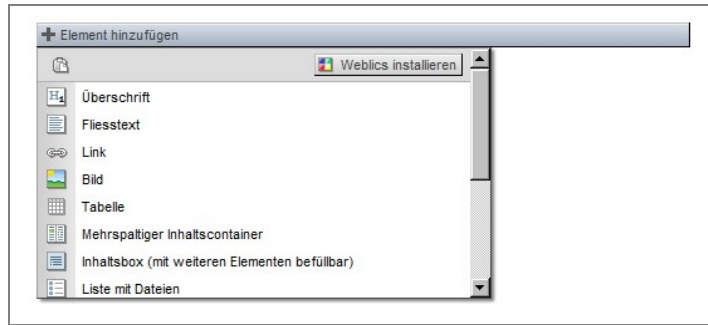 Element hinzufügen
Weblics installieren
H1 Überschrift
Fliesstext
Link
Bild
Tabelle
Mehrspaltiger Inhaltscontainer
Inhaltsbox (mit weiteren Elementen befüllbar)
Liste mit Dateien